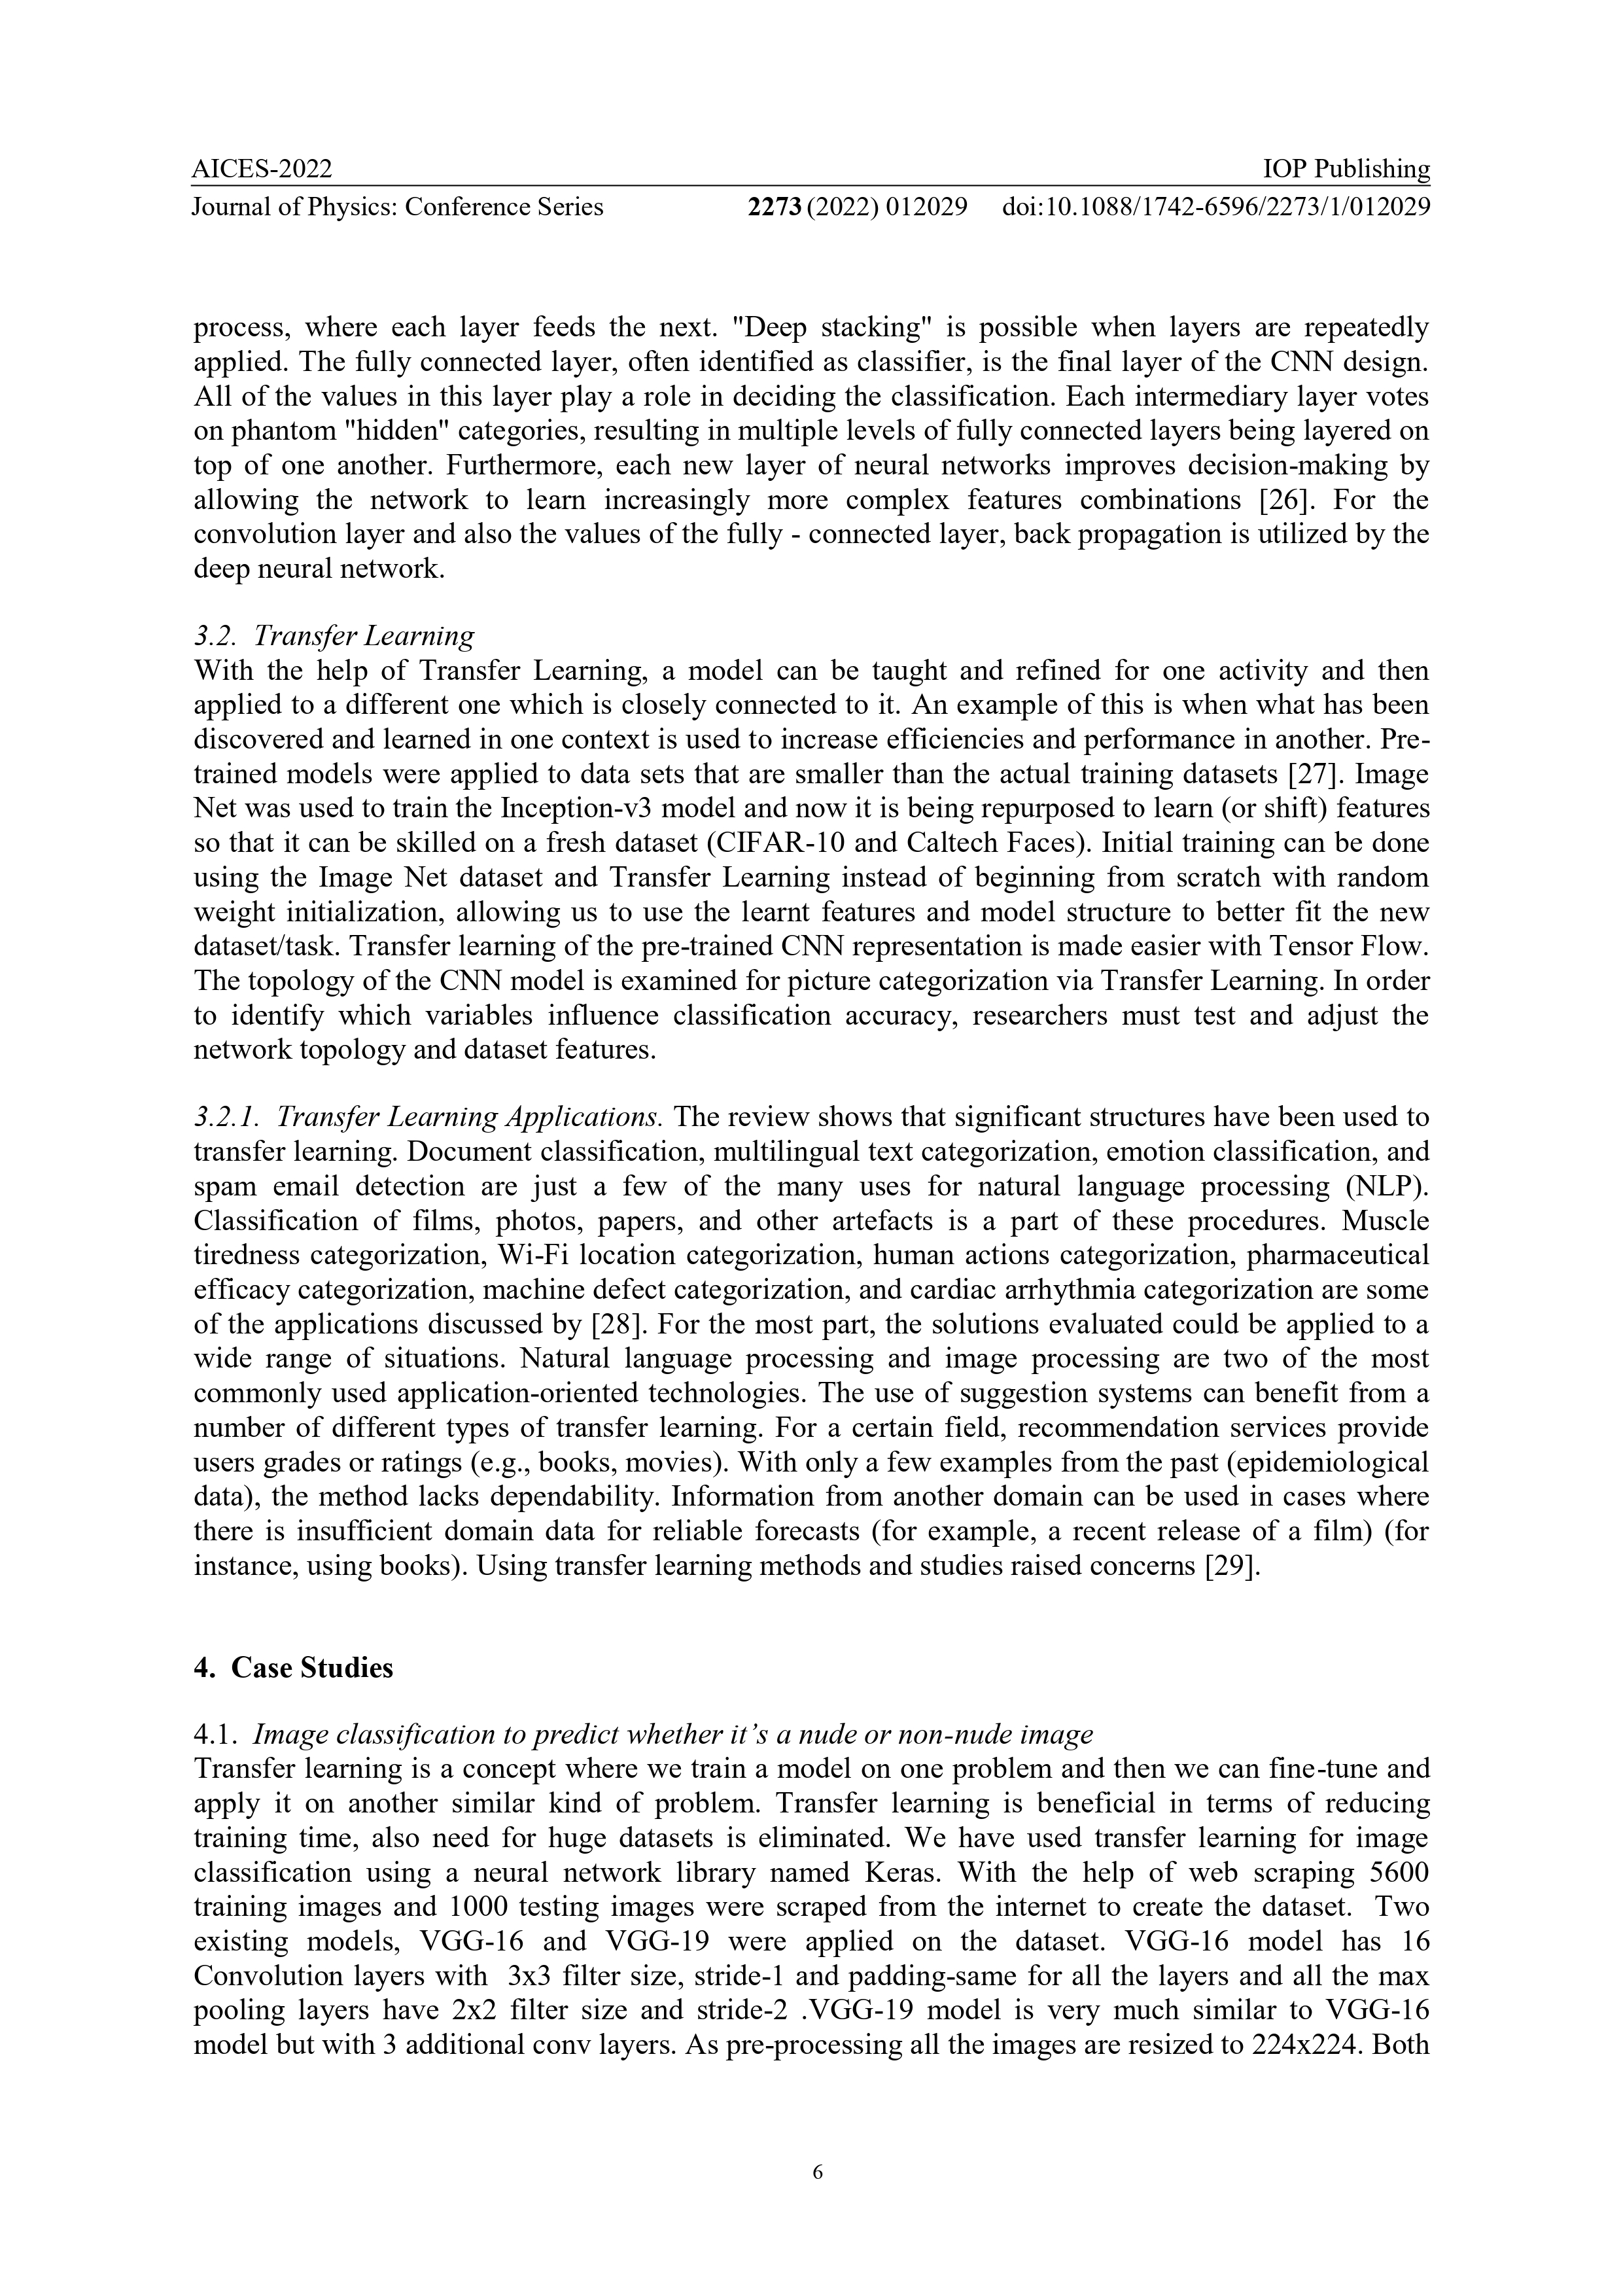 AICES-2022 IOP Publishing
Journal of Physics: Conference Series 2273 (2022) 012029 doi:10.1088/1742-6596/2273/1/012029
process, where each layer feeds the next. "Deep stacking" is possible when layers are repeatedly
applied. The fully connected layer, often identified as classifier, is the final layer of the CNN design.
All of the values in this layer play a role in deciding the classification. Each intermediary layer votes
on phantom "hidden" categories, resulting in multiple levels of fully connected layers being layered on
top of one another. Furthermore, each new layer of neural networks improves decision-making by
allowing the network to learn increasingly more complex features combinations [26]. For the
convolution layer and also the values of the fully - connected layer, back propagation is utilized by the
deep neural network.
3.2. Transfer Learning
With the help of Transfer Learning, a model can be taught and refined for one activity and then
applied to a different one which is closely connected to it. An example of this is when what has been
discovered and learned in one context is used to increase efficiencies and performance in another. Pre-
trained models were applied to data sets that are smaller than the actual training datasets [27]. Image
Net was used to train the Inception-v3 model and now it is being repurposed to learn (or shift) features
so that it can be skilled on a fresh dataset (CIFAR-10 and Caltech Faces). Initial training can be done
using the Image Net dataset and Transfer Learning instead of beginning from scratch with random
weight initialization, allowing us to use the learnt features and model structure to better fit the new
dataset/task. Transfer learning of the pre-trained CNN representation is made easier with Tensor Flow.
The topology of the CNN model is examined for picture categorization via Transfer Learning. In order
to identify which variables influence classification accuracy, researchers must test and adjust the
network topology and dataset features.
3.2.1. Transfer Learning Applications. The review shows that significant structures have been used to
transfer learning. Document classification, multilingual text categorization, emotion classification, and
spam email detection are just a few of the many uses for natural language processing (NLP).
Classification of films, photos, papers, and other artefacts is a part of these procedures. Muscle
tiredness categorization, Wi-Fi location categorization, human actions categorization, pharmaceutical
efficacy categorization, machine defect categorization, and cardiac arrhythmia categorization are some
of the applications discussed by [28]. For the most part, the solutions evaluated could be applied to a
wide range of situations. Natural language processing and image processing are two of the most
commonly used application-oriented technologies. The use of suggestion systems can benefit from a
number of different types of transfer learning. For a certain field, recommendation services provide
users grades or ratings (e.g., books, movies). With only a few examples from the past (epidemiological
data), the method lacks dependability. Information from another domain can be used in cases where
there is insufficient domain data for reliable forecasts (for example, a recent release of a film) (for
instance, using books). Using transfer learning methods and studies raised concerns [29].
4. Case Studies
4.1. Image classification to predict whether it’s a nude or non-nude image
Transfer learning is a concept where we train a model on one problem and then we can fine-tune and
apply it on another similar kind of problem. Transfer learning is beneficial in terms of reducing
training time, also need for huge datasets is eliminated. We have used transfer learning for image
classification using a neural network library named Keras. With the help of web scraping 5600
training images and 1000 testing images were scraped from the internet to create the dataset. Two
existing models, VGG-16 and VGG-19 were applied on the dataset. VGG-16 model has 16
Convolution layers with 3x3 filter size, stride-1 and padding-same for all the layers and all the max
pooling layers have 2x2 filter size and stride-2 .VGG-19 model is very much similar to VGG-16
model but with 3 additional conv layers. As pre-processing all the images are resized to 224x224. Both
6